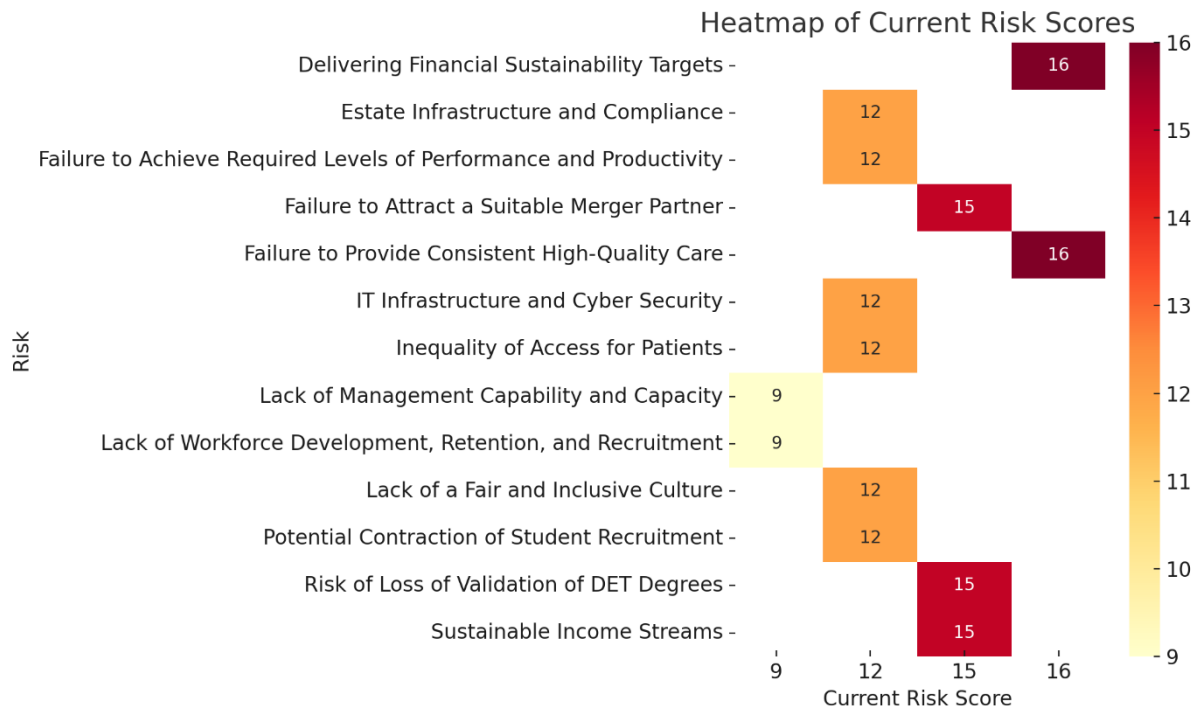 Heatmap of Current Risk Scores
Delivering Financial Sustainability Targets 16
Estate Infrastructure and Compliance 12
Failure to Achieve Required Levels of Performance and Productivity 12
Failure to Attract a Suitable Merger Partner 15
Failure to Provide Consistent High-Quality Care 16
IT Infrastructure and Cyber Security 12
Inequality of Access for Patients 12
Lack of Management Capability and Capacity 9
Lack of Workforce Development, Retention, and Recruitment 9
Lack of a Fair and Inclusive Culture 12
Potential Contraction of Student Recruitment 12
Risk of Loss of Validation of DET Degrees 15
Sustainable Income Streams 15
Risk
9 12 15 16
Current Risk Score
16
15
14
13
12
11
10
9